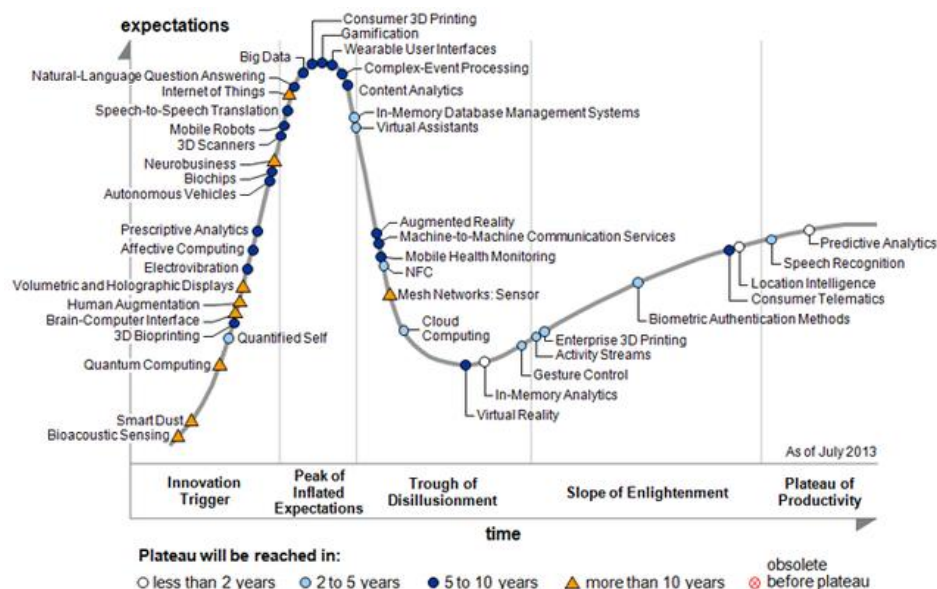 expectations
Consumer 3D Printing
Gamification
Wearable User Interfaces
Big Data
Complex-Event Processing
Natural-Language Question Answering
Content Analytics
Internet of Things
In-Memory Database Management Systems
Speech-to-Speech Translation
Virtual Assistants
Mobile Robots
3D Scanners
Neurobusiness
Biochips
Autonomous Vehicles
Augmented Reality
Prescriptive Analytics
Machine-to-Machine Communication Services
Predictive Analytics
Affective Computing
Mobile Health Monitoring
Speech Recognition
Electrovibration
NFC
Location Intelligence
Volumetric and Holographic Displays
Mesh Networks: Sensor
Consumer Telematics
Human Augmentation
Brain-Computer Interface
Biometric Authentication Methods
3D Bioprinting
Cloud
Computing
Quantified Self
Enterprise 3D Printing
Activity Streams
Quantum Computing
Gesture Control
In-Memory Analytics
Virtual Reality
Smart Dust
Bioacoustic Sensing
As of July 2013
Innovation
Trigger
Peak of
Inflated
Expectations
Trough of
Disillusionment
Slope of Enlightenment
Plateau of
Productivity
time
Plateau will be reached in:
less than 2 years
2 to 5 years
5 to 10 years
more than 10 years
obsolete
before plateau